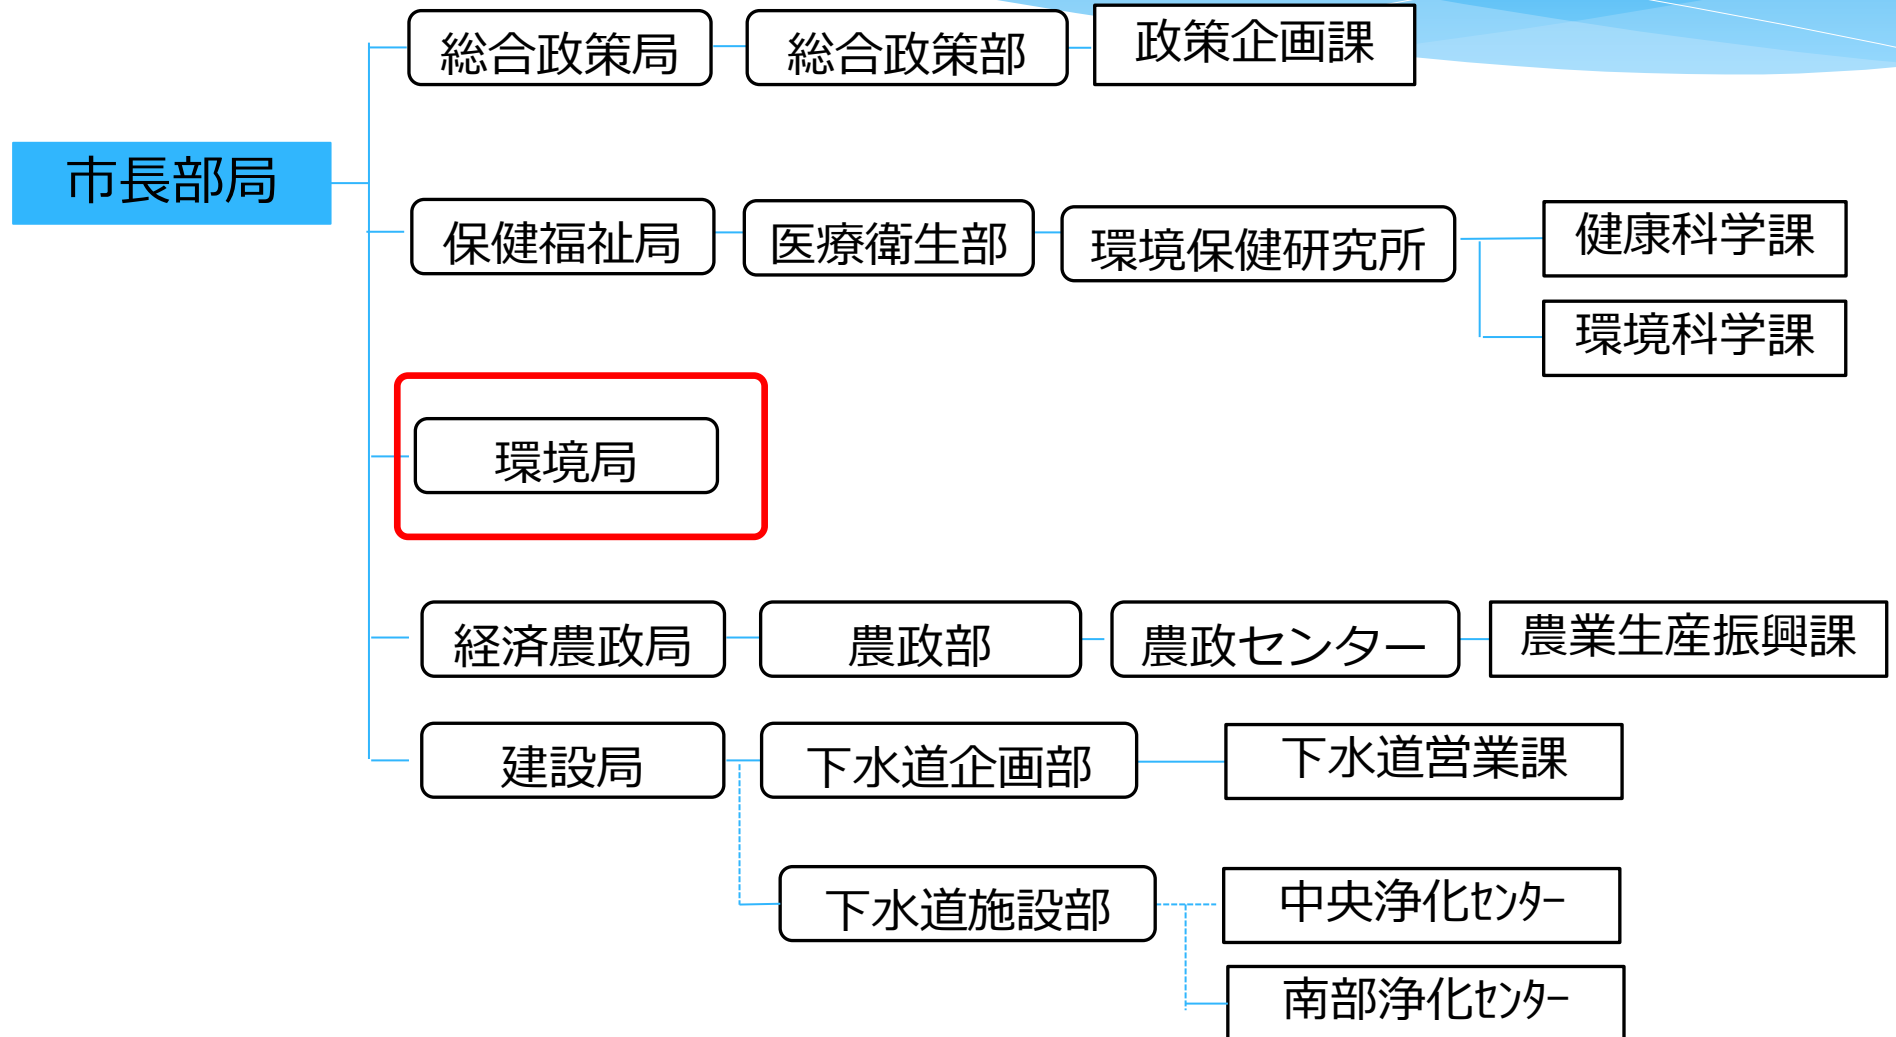 総合政策局
総合政策部
政策企画課
市長部局
保健福祉局
医療衛生部
環境保健研究所
健康科学課
環境科学課
環境局
経済農政局
農政部
農政センター
農業生産振興課
建設局
下水道企画部
下水道営業課
下水道施設部
中央浄化ｾﾝﾀｰ
南部浄化ｾﾝﾀｰ